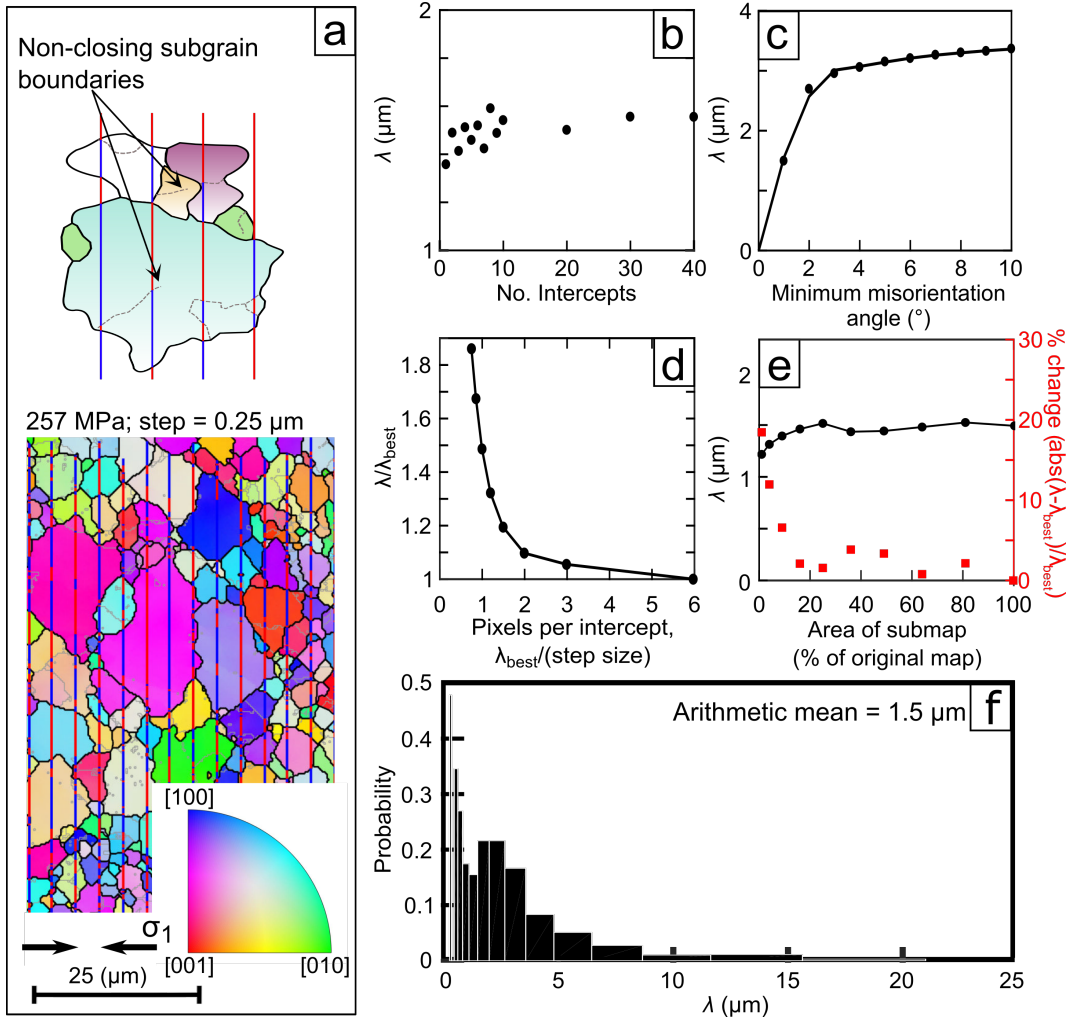 a
Non-closing subgrain
boundaries
257 MPa; step = 0.25 μm
[100]
[001]
[010]
σ1
25 (μm)
b
2
1
λ (μm)
0
10
20
30
40
No. Intercepts
c
4
2
0
λ (μm)
0
2
4
6
8
10
Minimum misorientation
angle (°)
d
1.8
1.6
1.4
1.2
1
λ/λbest
0
1
2
3
4
5
6
Pixels per intercept,
λbest/(step size)
e
2
1
0
λ (μm)
30
20
10
0
% change (abs(λ-λbest)/λbest)
0
20
40
60
80
100
Area of submap
(% of original map)
f
Arithmetic mean = 1.5 μm
0.5
0.4
0.3
0.2
0.1
0
Probability
0
5
10
15
20
25
λ (μm)